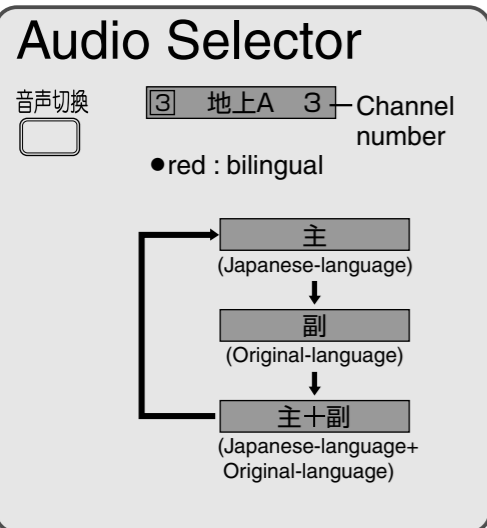 Audio Selector
音声切換
3 地上A 3
Channel
number
●red : bilingual
主
(Japanese-language)
副
(Original-language)
主十副
(Japanese-language+
Original-language)